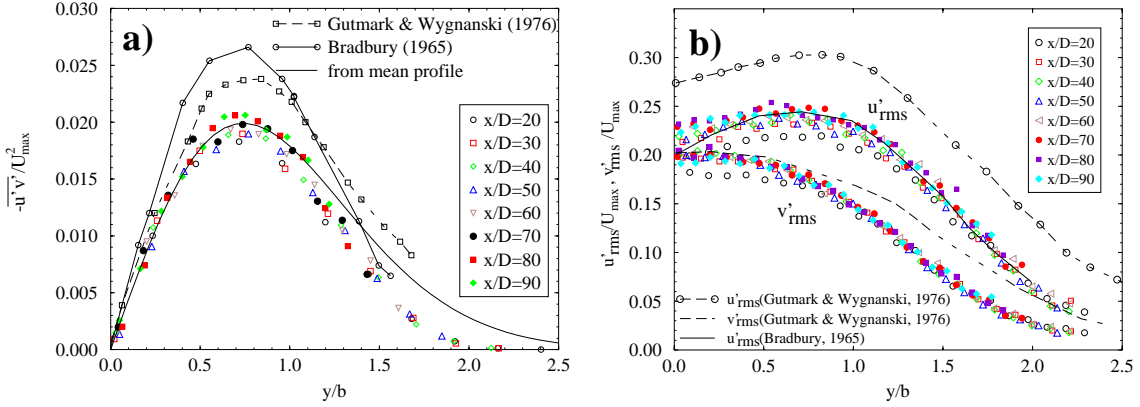 a)
-u'v'/U²max
0.030
0.025
0.020
0.015
0.010
0.005
0.000
0.0 0.5 1.0 1.5 2.0 2.5
y/b
Gutmark & Wygnanski (1976)
Bradbury (1965)
from mean profile
x/D=20
x/D=30
x/D=40
x/D=50
x/D=60
x/D=70
x/D=80
x/D=90
b)
u'rms/Umax, v'rms/Umax
0.30
0.25
0.20
0.15
0.10
0.05
0.00
0.0 0.5 1.0 1.5 2.0 2.5
y/b
u'rms
v'rms
x/D=20
x/D=30
x/D=40
x/D=50
x/D=60
x/D=70
x/D=80
x/D=90
u'rms(Gutmark & Wygnanski, 1976)
v'rms(Gutmark & Wygnanski, 1976)
u'rms(Bradbury, 1965)